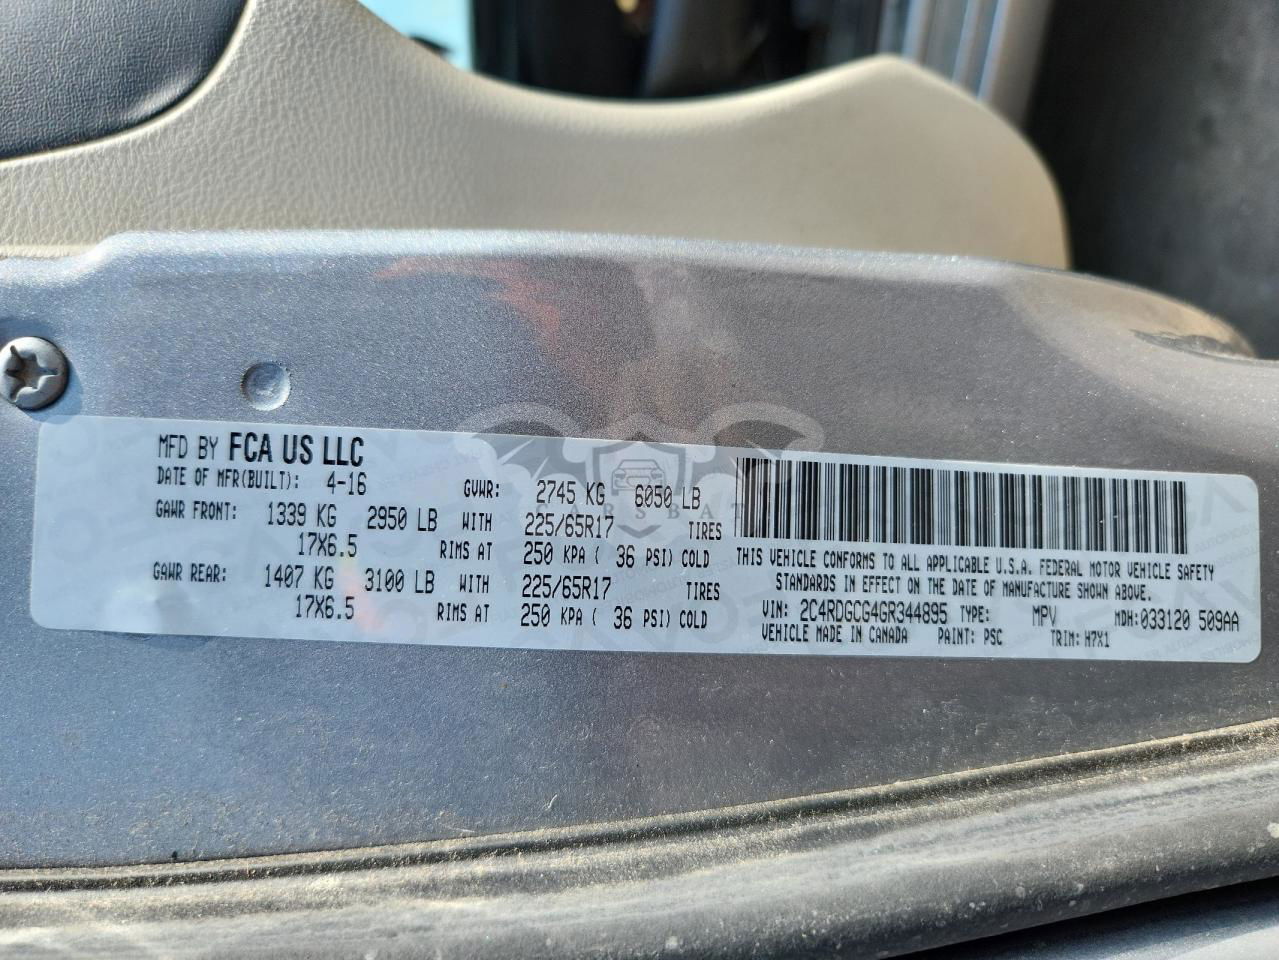 MFD BY FCA US LLC
DATE OF MFR(BUILT): 4-16 GVWR: 2745 KG 6050 LB
GAWR FRONT: 1339 KG 2950 LB WITH 225/65R17 TIRES
17X6.5 RIMS AT 250 KPA ( 36 PSI) COLD
GAWR REAR: 1407 KG 3100 LB WITH 225/65R17 TIRES
17X6.5 RIMS AT 250 KPA ( 36 PSI) COLD
THIS VEHICLE CONFORMS TO ALL APPLICABLE U.S.A. FEDERAL MOTOR VEHICLE SAFETY
STANDARDS IN EFFECT ON THE DATE OF MANUFACTURE SHOWN ABOVE.
VIN: 2C4RDGCG4GR344895 TYPE: MPV MDH:033120 509AA
VEHICLE MADE IN CANADA PAINT: PSC TRIM: H7X1
CARSBAT